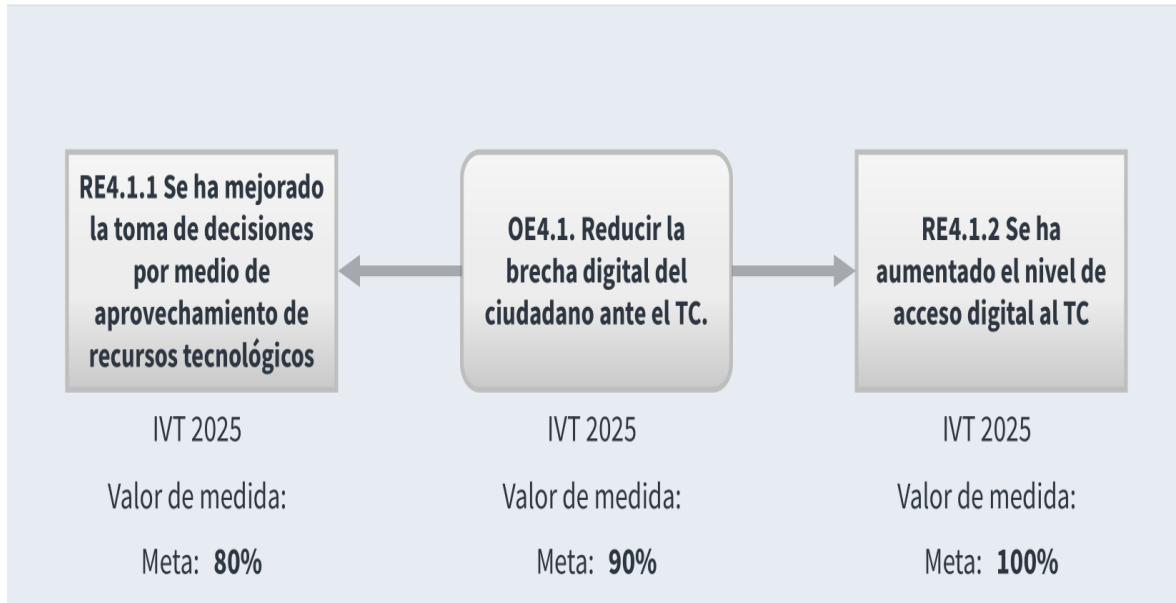 RE4.1.1 Se ha mejorado
la toma de decisiones
por medio de
aprovechamiento de
recursos tecnológicos
IVT 2025
Valor de medida:
Meta: 80%
OE4.1. Reducir la
brecha digital del
ciudadano ante el TC.
IVT 2025
Valor de medida:
Meta: 90%
RE4.1.2 Se ha
aumentado el nivel de
acceso digital al TC
IVT 2025
Valor de medida:
Meta: 100%